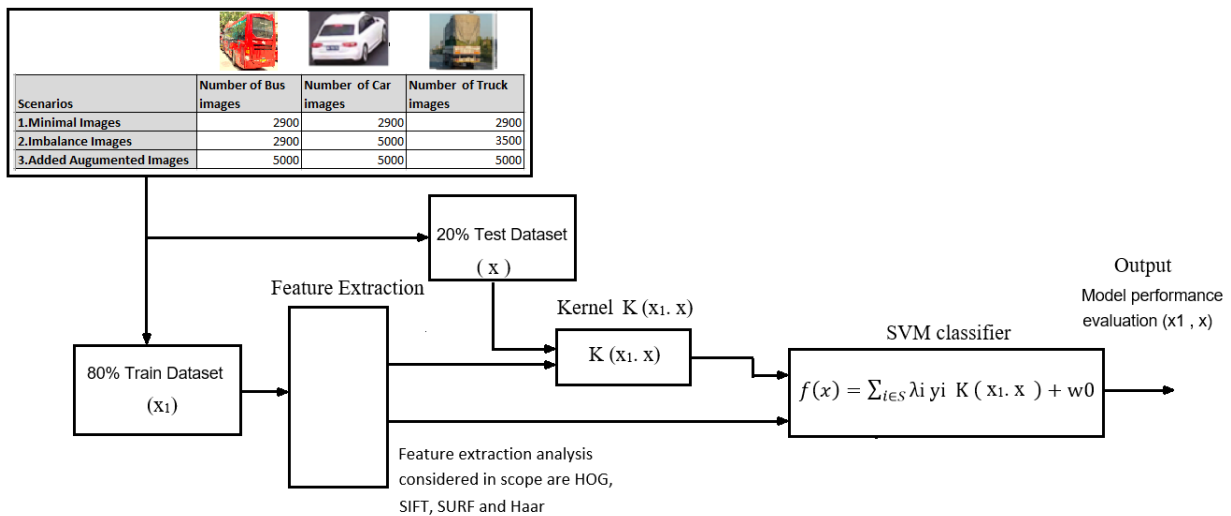 Scenarios
Number of Bus images
Number of Car images
Number of Truck images
1.Minimal Images 2900 2900 2900
2.Imbalance Images 2900 5000 3500
3.Added Augumented Images 5000 5000 5000
20% Test Dataset
( x )
Feature Extraction
Kernel K (x₁. x)
K (x₁. x)
80% Train Dataset
(x₁)
SVM classifier
f(x) = ∑i∈S λi yi K ( x₁. x ) + w0
Output
Model performance
evaluation (x1 , x)
Feature extraction analysis
considered in scope are HOG,
SIFT, SURF and Haar